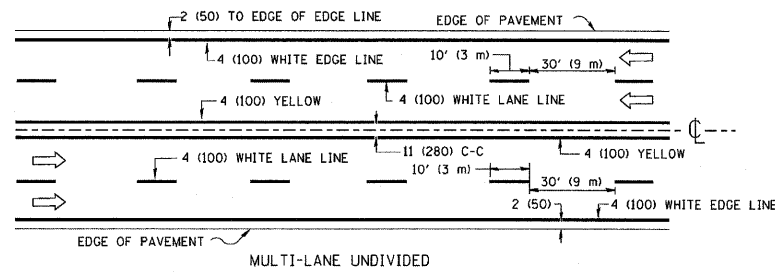 2 (50) TO EDGE OF EDGE LINE
EDGE OF PAVEMENT
4 (100) WHITE EDGE LINE
10' (3 m)
30' (9 m)
4 (100) YELLOW
4 (100) WHITE LANE LINE
℄
4 (100) WHITE LANE LINE
11 (280) C-C
4 (100) YELLOW
10' (3 m)
30' (9 m)
2 (50)
4 (100) WHITE EDGE LINE
EDGE OF PAVEMENT
MULTI-LANE UNDIVIDED